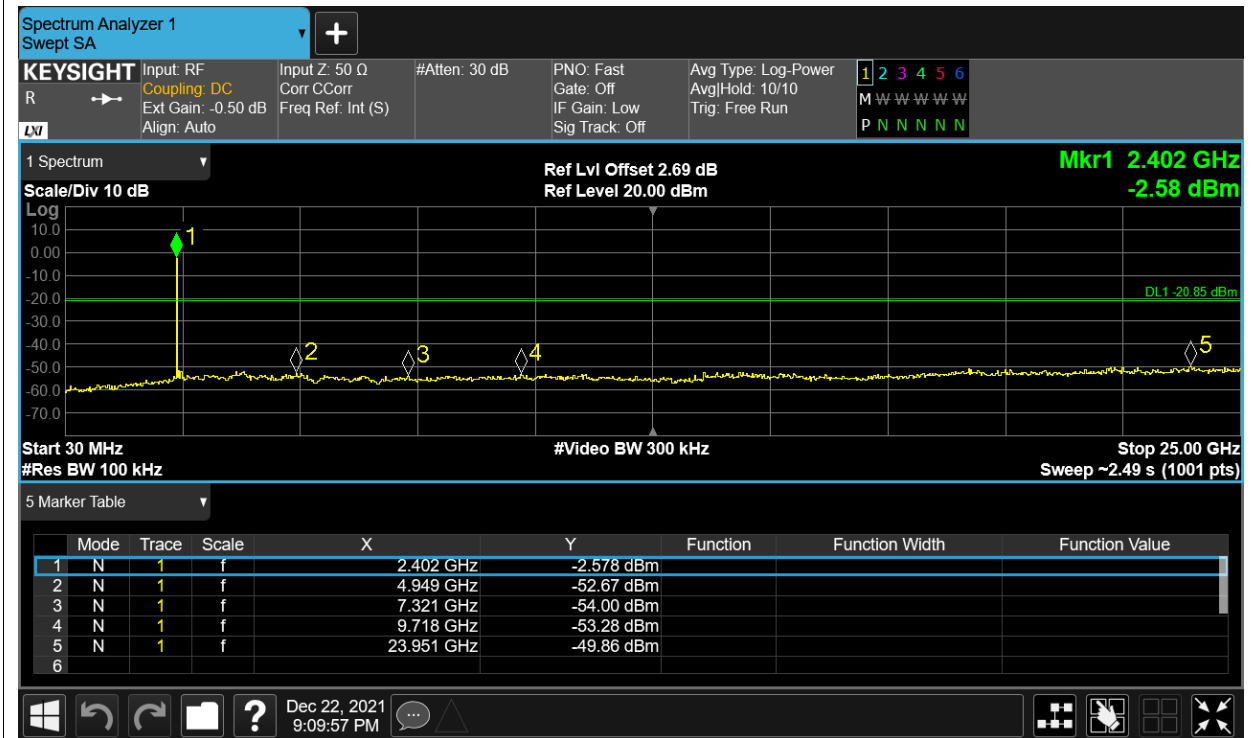 Spectrum Analyzer 1
Swept SA
+
KEYSIGHT
R
LXI
Input: RF
Coupling: DC
Ext Gain: -0.50 dB
Align: Auto
Input Z: 50 Ω
Corr CCorr
Freq Ref: Int (S)
#Atten: 30 dB
PNO: Fast
Gate: Off
IF Gain: Low
Sig Track: Off
Avg Type: Log-Power
Avg|Hold: 10/10
Trig: Free Run
1 2 3 4 5 6
M W W W W W
P N N N N N
1 Spectrum
Scale/Div 10 dB
Ref Lvl Offset 2.69 dB
Ref Level 20.00 dBm
Mkr1 2.402 GHz
-2.58 dBm
Log
10.0
0.00
-10.0
-20.0
-30.0
-40.0
-50.0
-60.0
-70.0
1
2
3
4
5
DL1 -20.85 dBm
Start 30 MHz
#Res BW 100 kHz
#Video BW 300 kHz
Stop 25.00 GHz
Sweep ~2.49 s (1001 pts)
5 Marker Table
Mode Trace Scale X Y Function Function Width Function Value
1 N 1 f 2.402 GHz -2.578 dBm
2 N 1 f 4.949 GHz -52.67 dBm
3 N 1 f 7.321 GHz -54.00 dBm
4 N 1 f 9.718 GHz -53.28 dBm
5 N 1 f 23.951 GHz -49.86 dBm
6
?
Dec 22, 2021
9:09:57 PM